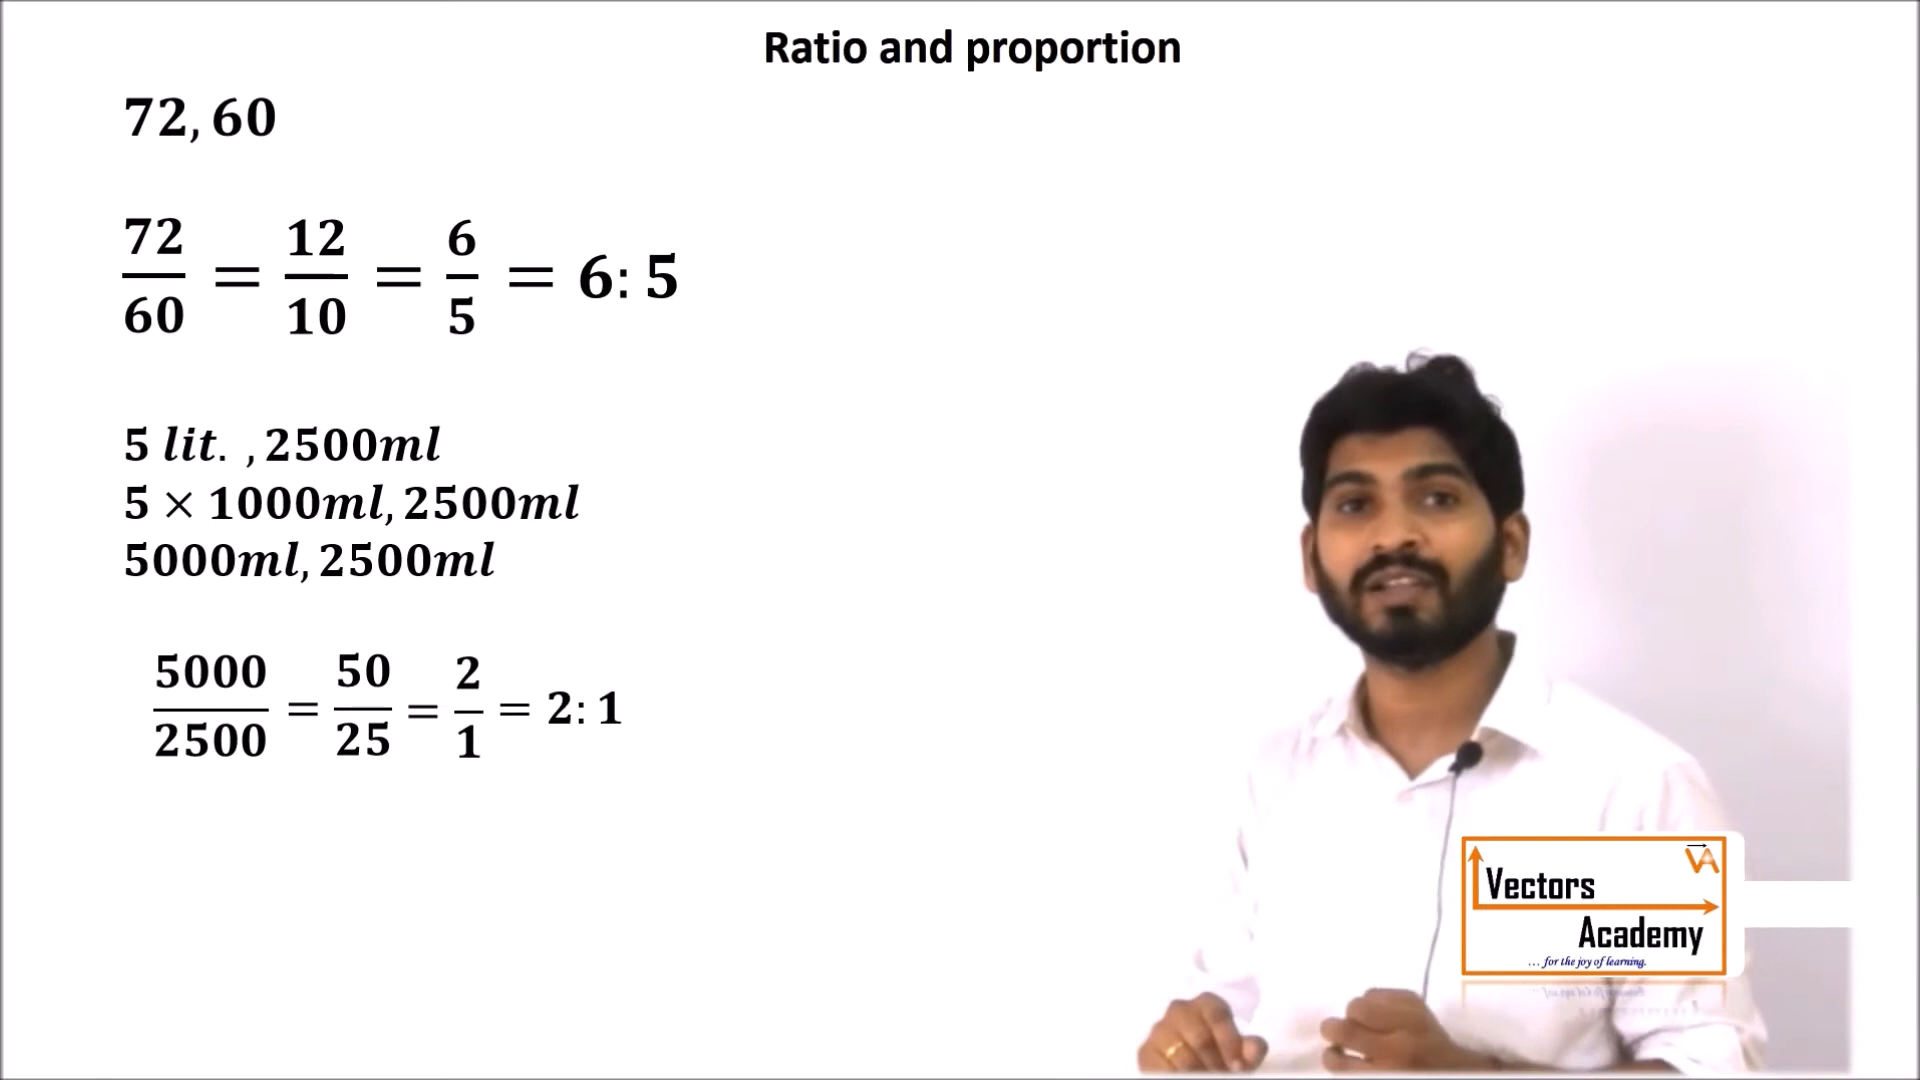 Ratio and proportion
72, 60
72/60 = 12/10 = 6/5 = 6: 5
5 lit. , 2500ml
5 × 1000ml, 2500ml
5000ml, 2500ml
5000/2500 = 50/25 = 2/1 = 2: 1
VA
Vectors
Academy
... for the joy of learning.